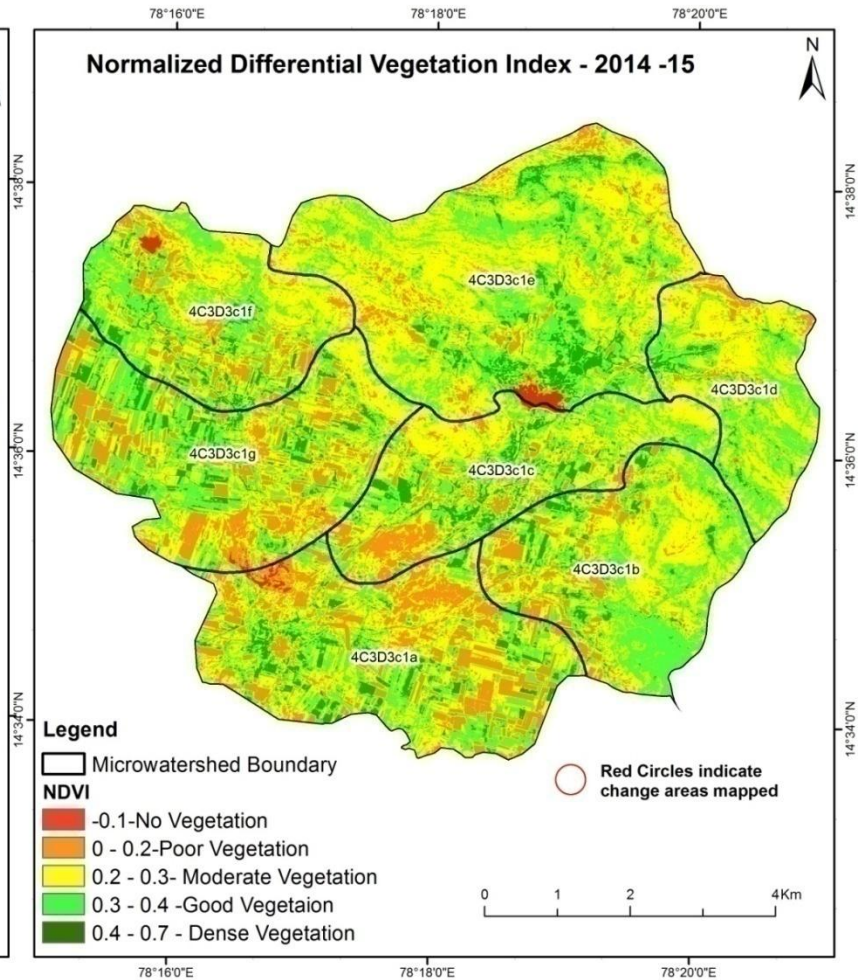 78°16'0"E 78°18'0"E 78°20'0"E
Normalized Differential Vegetation Index - 2014 -15
N
14°38'0"N 14°38'0"N
4C3D3c1e
4C3D3c1f
4C3D3c1d
14°36'0"N 14°36'0"N
4C3D3c1g
4C3D3c1c
4C3D3c1b
4C3D3c1a
14°34'0"N 14°34'0"N
Legend
Microwatershed Boundary
NDVI
-0.1-No Vegetation
0 - 0.2-Poor Vegetation
0.2 - 0.3- Moderate Vegetation
0.3 - 0.4 -Good Vegetaion
0.4 - 0.7 - Dense Vegetation
Red Circles indicate
change areas mapped
0 1 2 4Km
78°16'0"E 78°18'0"E 78°20'0"E